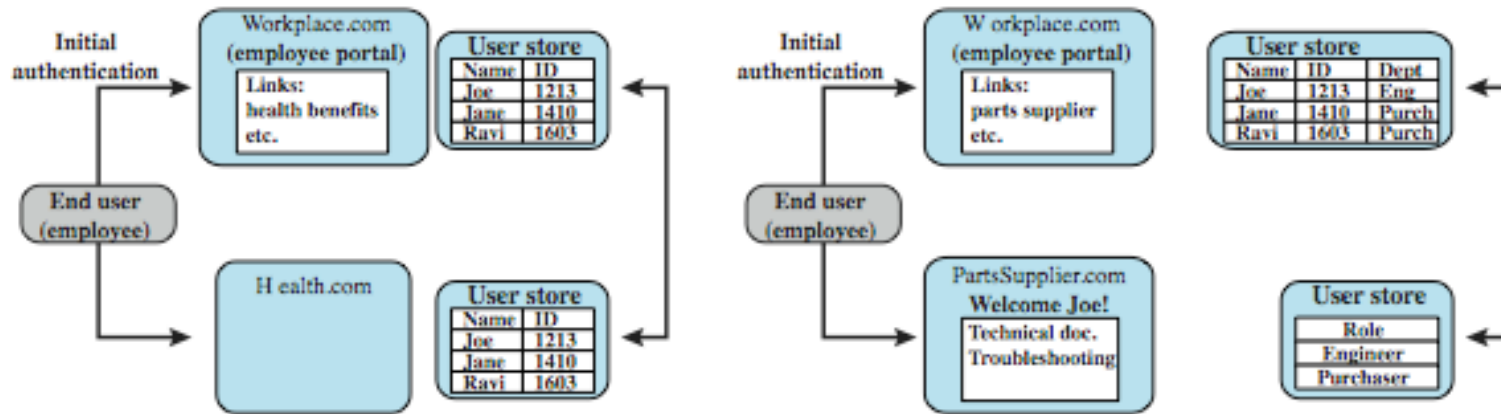 Initial
authentication
Workplace.com
(employee portal)
Links:
health benefits
etc.
User store
Name ID
Joe 1213
Jane 1410
Ravi 1603
End user
(employee)
H ealth.com
User store
Name ID
Joe 1213
Jane 1410
Ravi 1603
Initial
authentication
W orkplace.com
(employee portal)
Links:
parts supplier
etc.
User store
Name ID Dept
Joe 1213 Eng
Jane 1410 Purch
Ravi 1603 Purch
End user
(employee)
PartsSupplier.com
Welcome Joe!
Technical doc.
Troubleshooting
User store
Role
Engineer
Purchaser